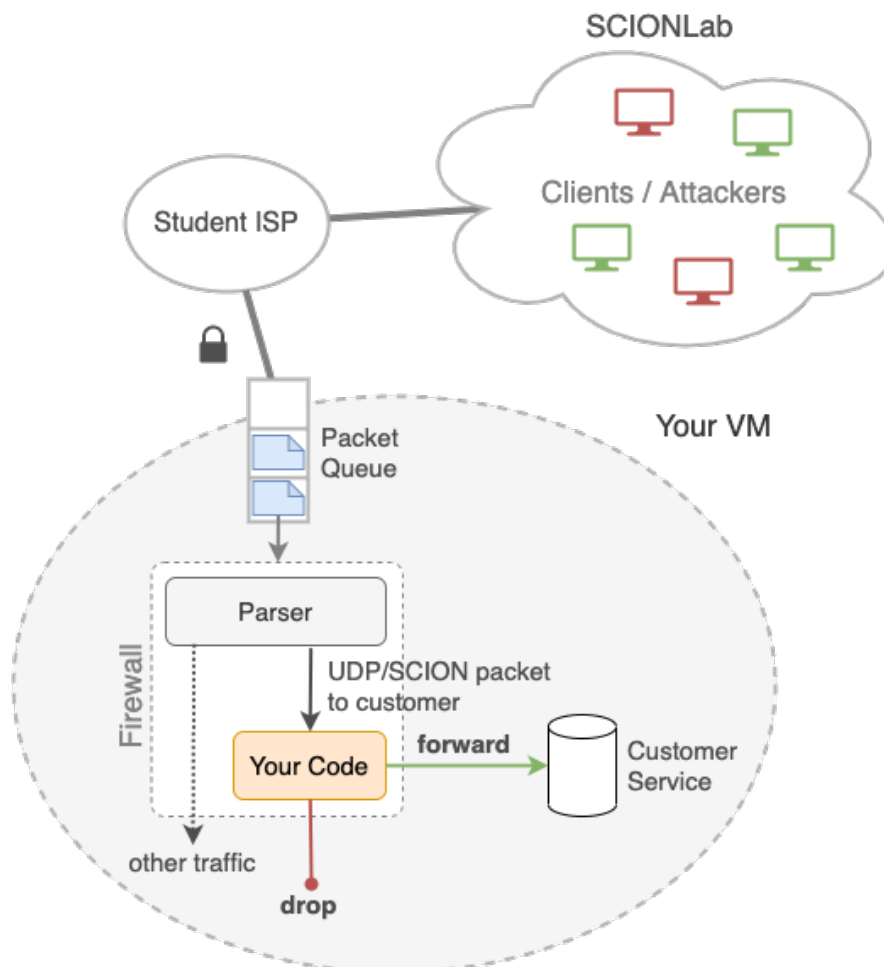 SCIONLab
Clients / Attackers
Student ISP
Your VM
Packet
Queue
Parser
Firewall
UDP/SCION packet
to customer
Your Code
forward
Customer
Service
other traffic
drop